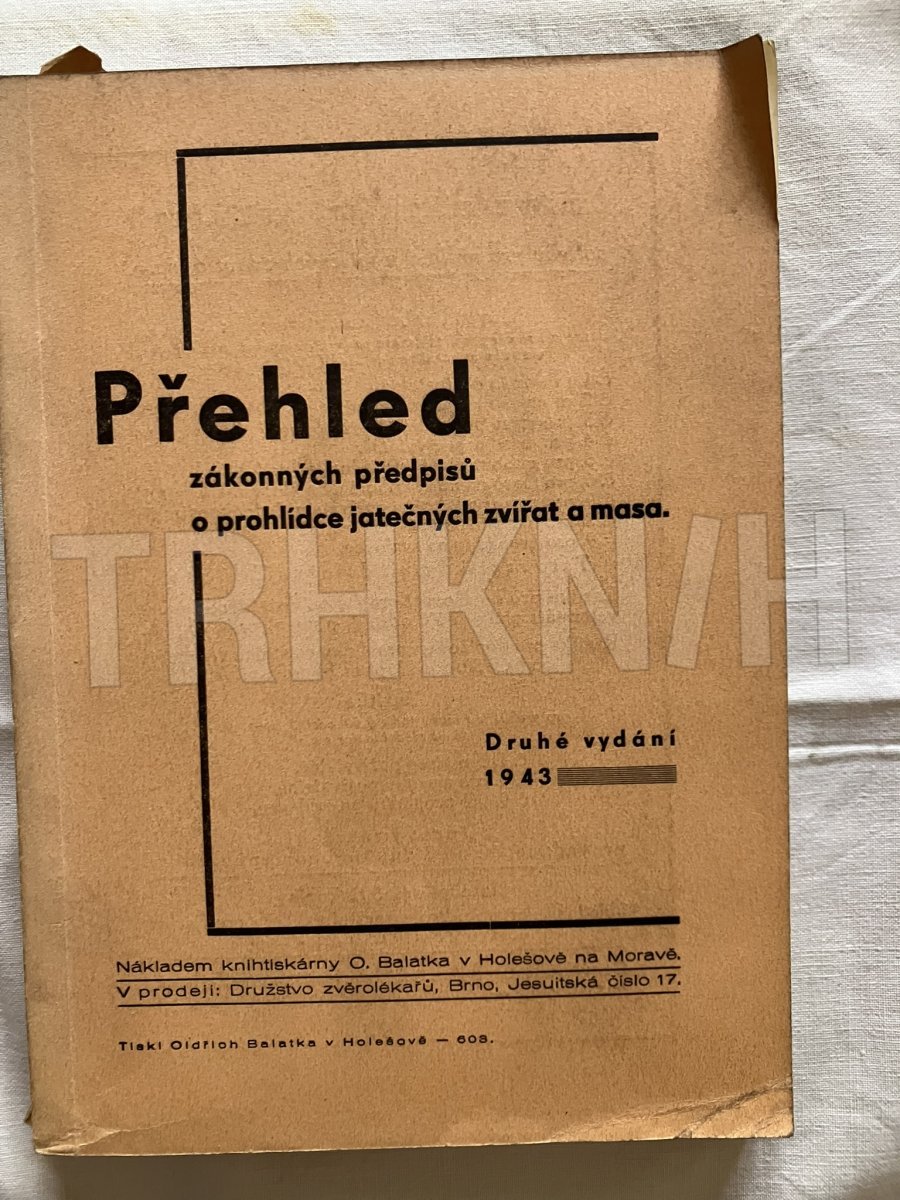 Přehled
zákonných předpisů
o prohlídce jatečných zvířat a masa.
TRHKNIH
Druhé vydání
1943
Nákladem knihtiskárny O. Balatka v Holešově na Moravě.
V prodeji: Družstvo zvěrolékařů, Brno, Jesuitská číslo 17.
Tiskl Oldřich Balatka v Holešově — 603.